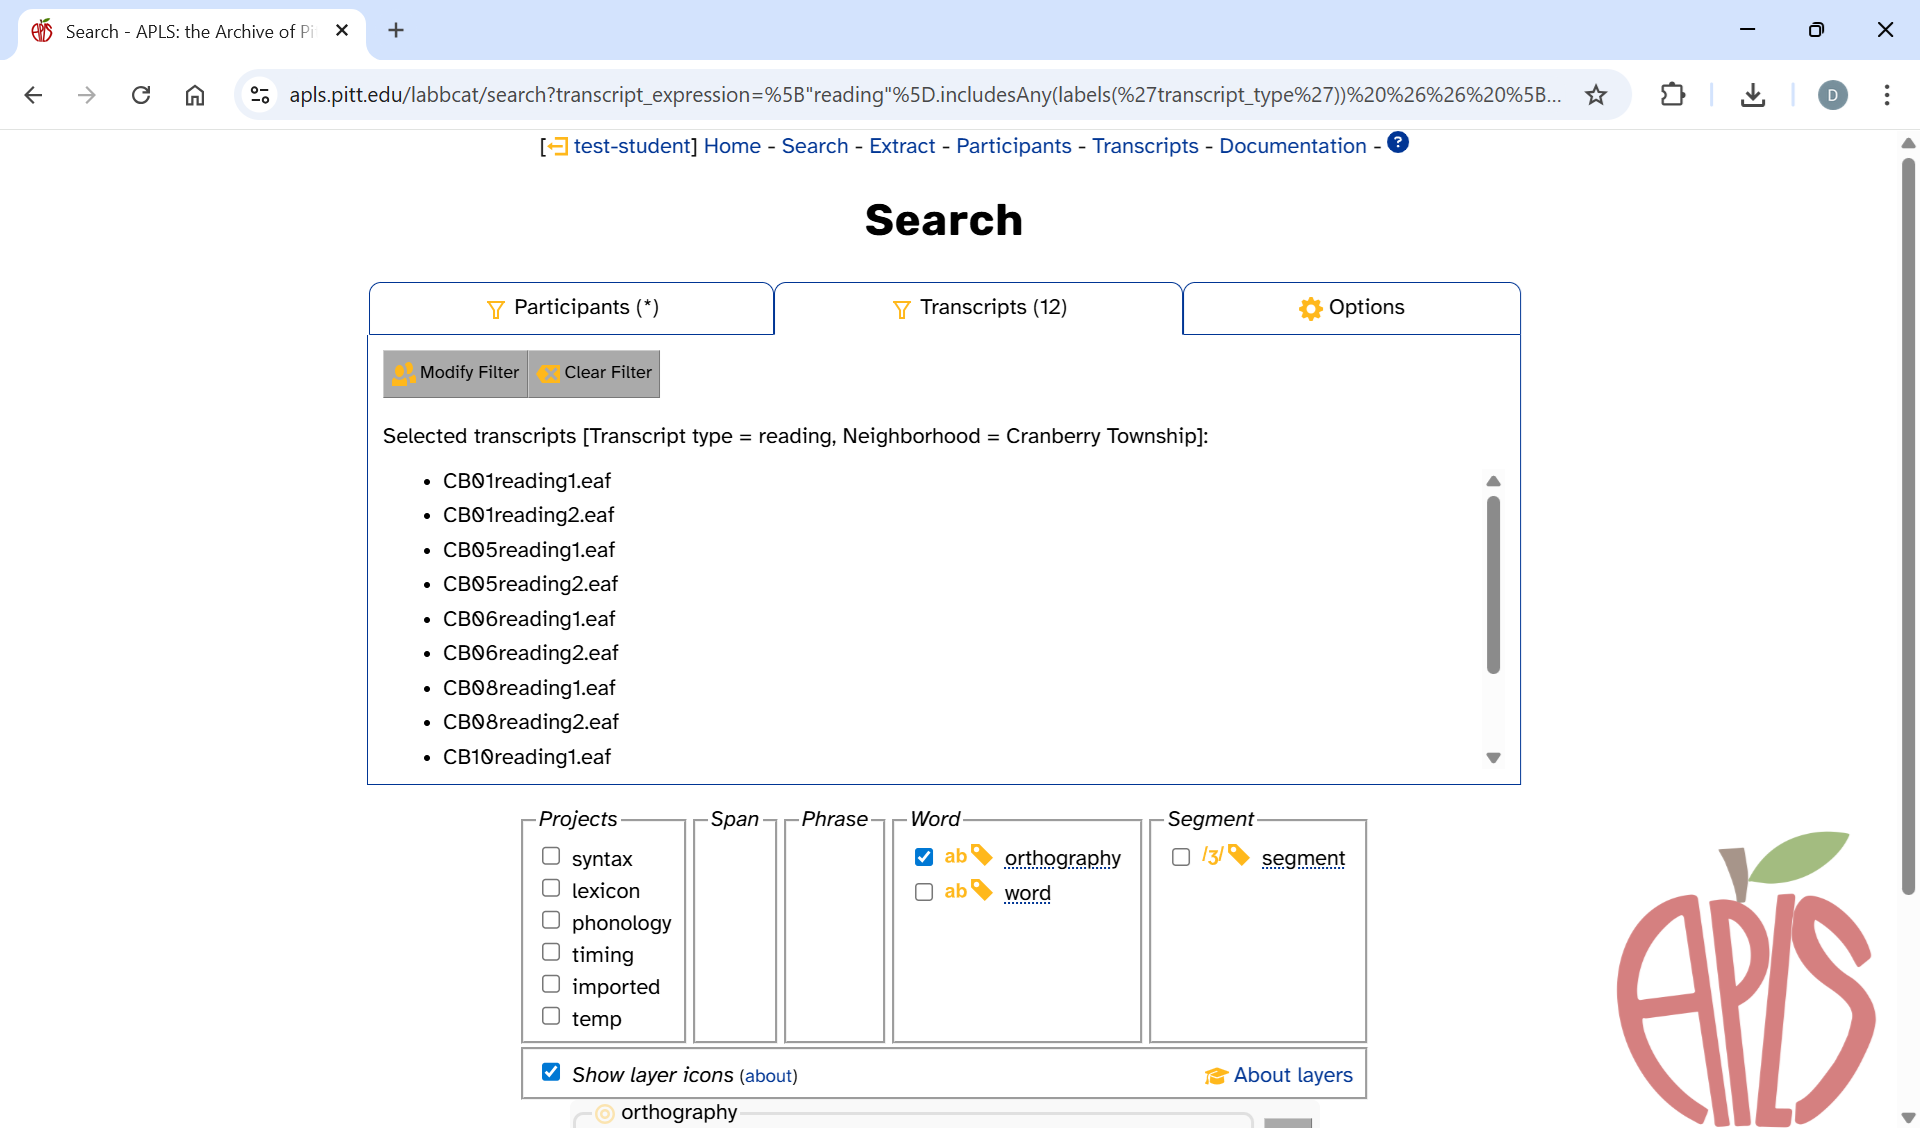 Search - APLS: the Archive of Pi
apls.pitt.edu/labbcat/search?transcript_expression=%5B"reading"%5D.includesAny(labels(%27transcript_type%27))%20%26%26%20%5B...
D
[test-student] Home - Search - Extract - Participants - Transcripts - Documentation - ?
Search
Participants (*)
Transcripts (12)
Options
Modify Filter
Clear Filter
Selected transcripts [Transcript type = reading, Neighborhood = Cranberry Township]:
• CB01reading1.eaf
• CB01reading2.eaf
• CB05reading1.eaf
• CB05reading2.eaf
• CB06reading1.eaf
• CB06reading2.eaf
• CB08reading1.eaf
• CB08reading2.eaf
• CB10reading1.eaf
Projects
syntax
lexicon
phonology
timing
imported
temp
Span
Phrase
Word
ab orthography
ab word
Segment
/ʒ/ segment
Show layer icons (about)
About layers
orthography
APLS